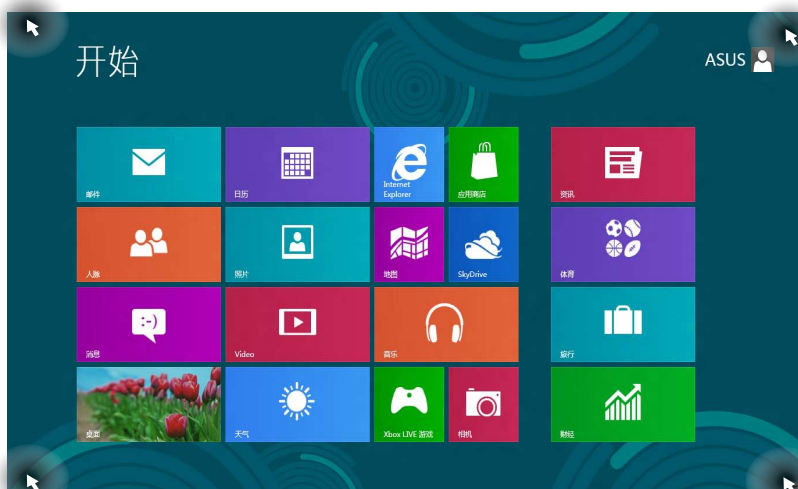 开始
ASUS
邮件
日历
Internet
Explorer
应用商店
资讯
人脉
照片
地图
SkyDrive
体育
消息
:-)
Video
音乐
旅行
桌面
天气
Xbox LIVE 游戏
相机
财经